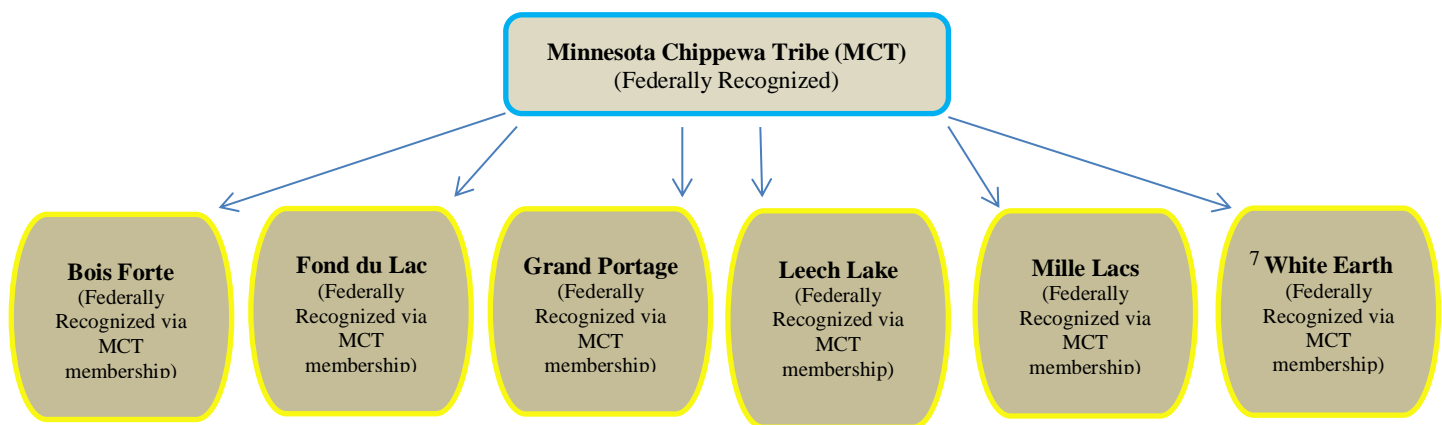 Minnesota Chippewa Tribe (MCT)
(Federally Recognized)
Bois Forte
(Federally
Recognized via
MCT
membership)
Fond du Lac
(Federally
Recognized via
MCT
membership)
Grand Portage
(Federally
Recognized via
MCT
membership)
Leech Lake
(Federally
Recognized via
MCT
membership)
Mille Lacs
(Federally
Recognized via
MCT
membership)
7 White Earth
(Federally
Recognized via
MCT
membership)